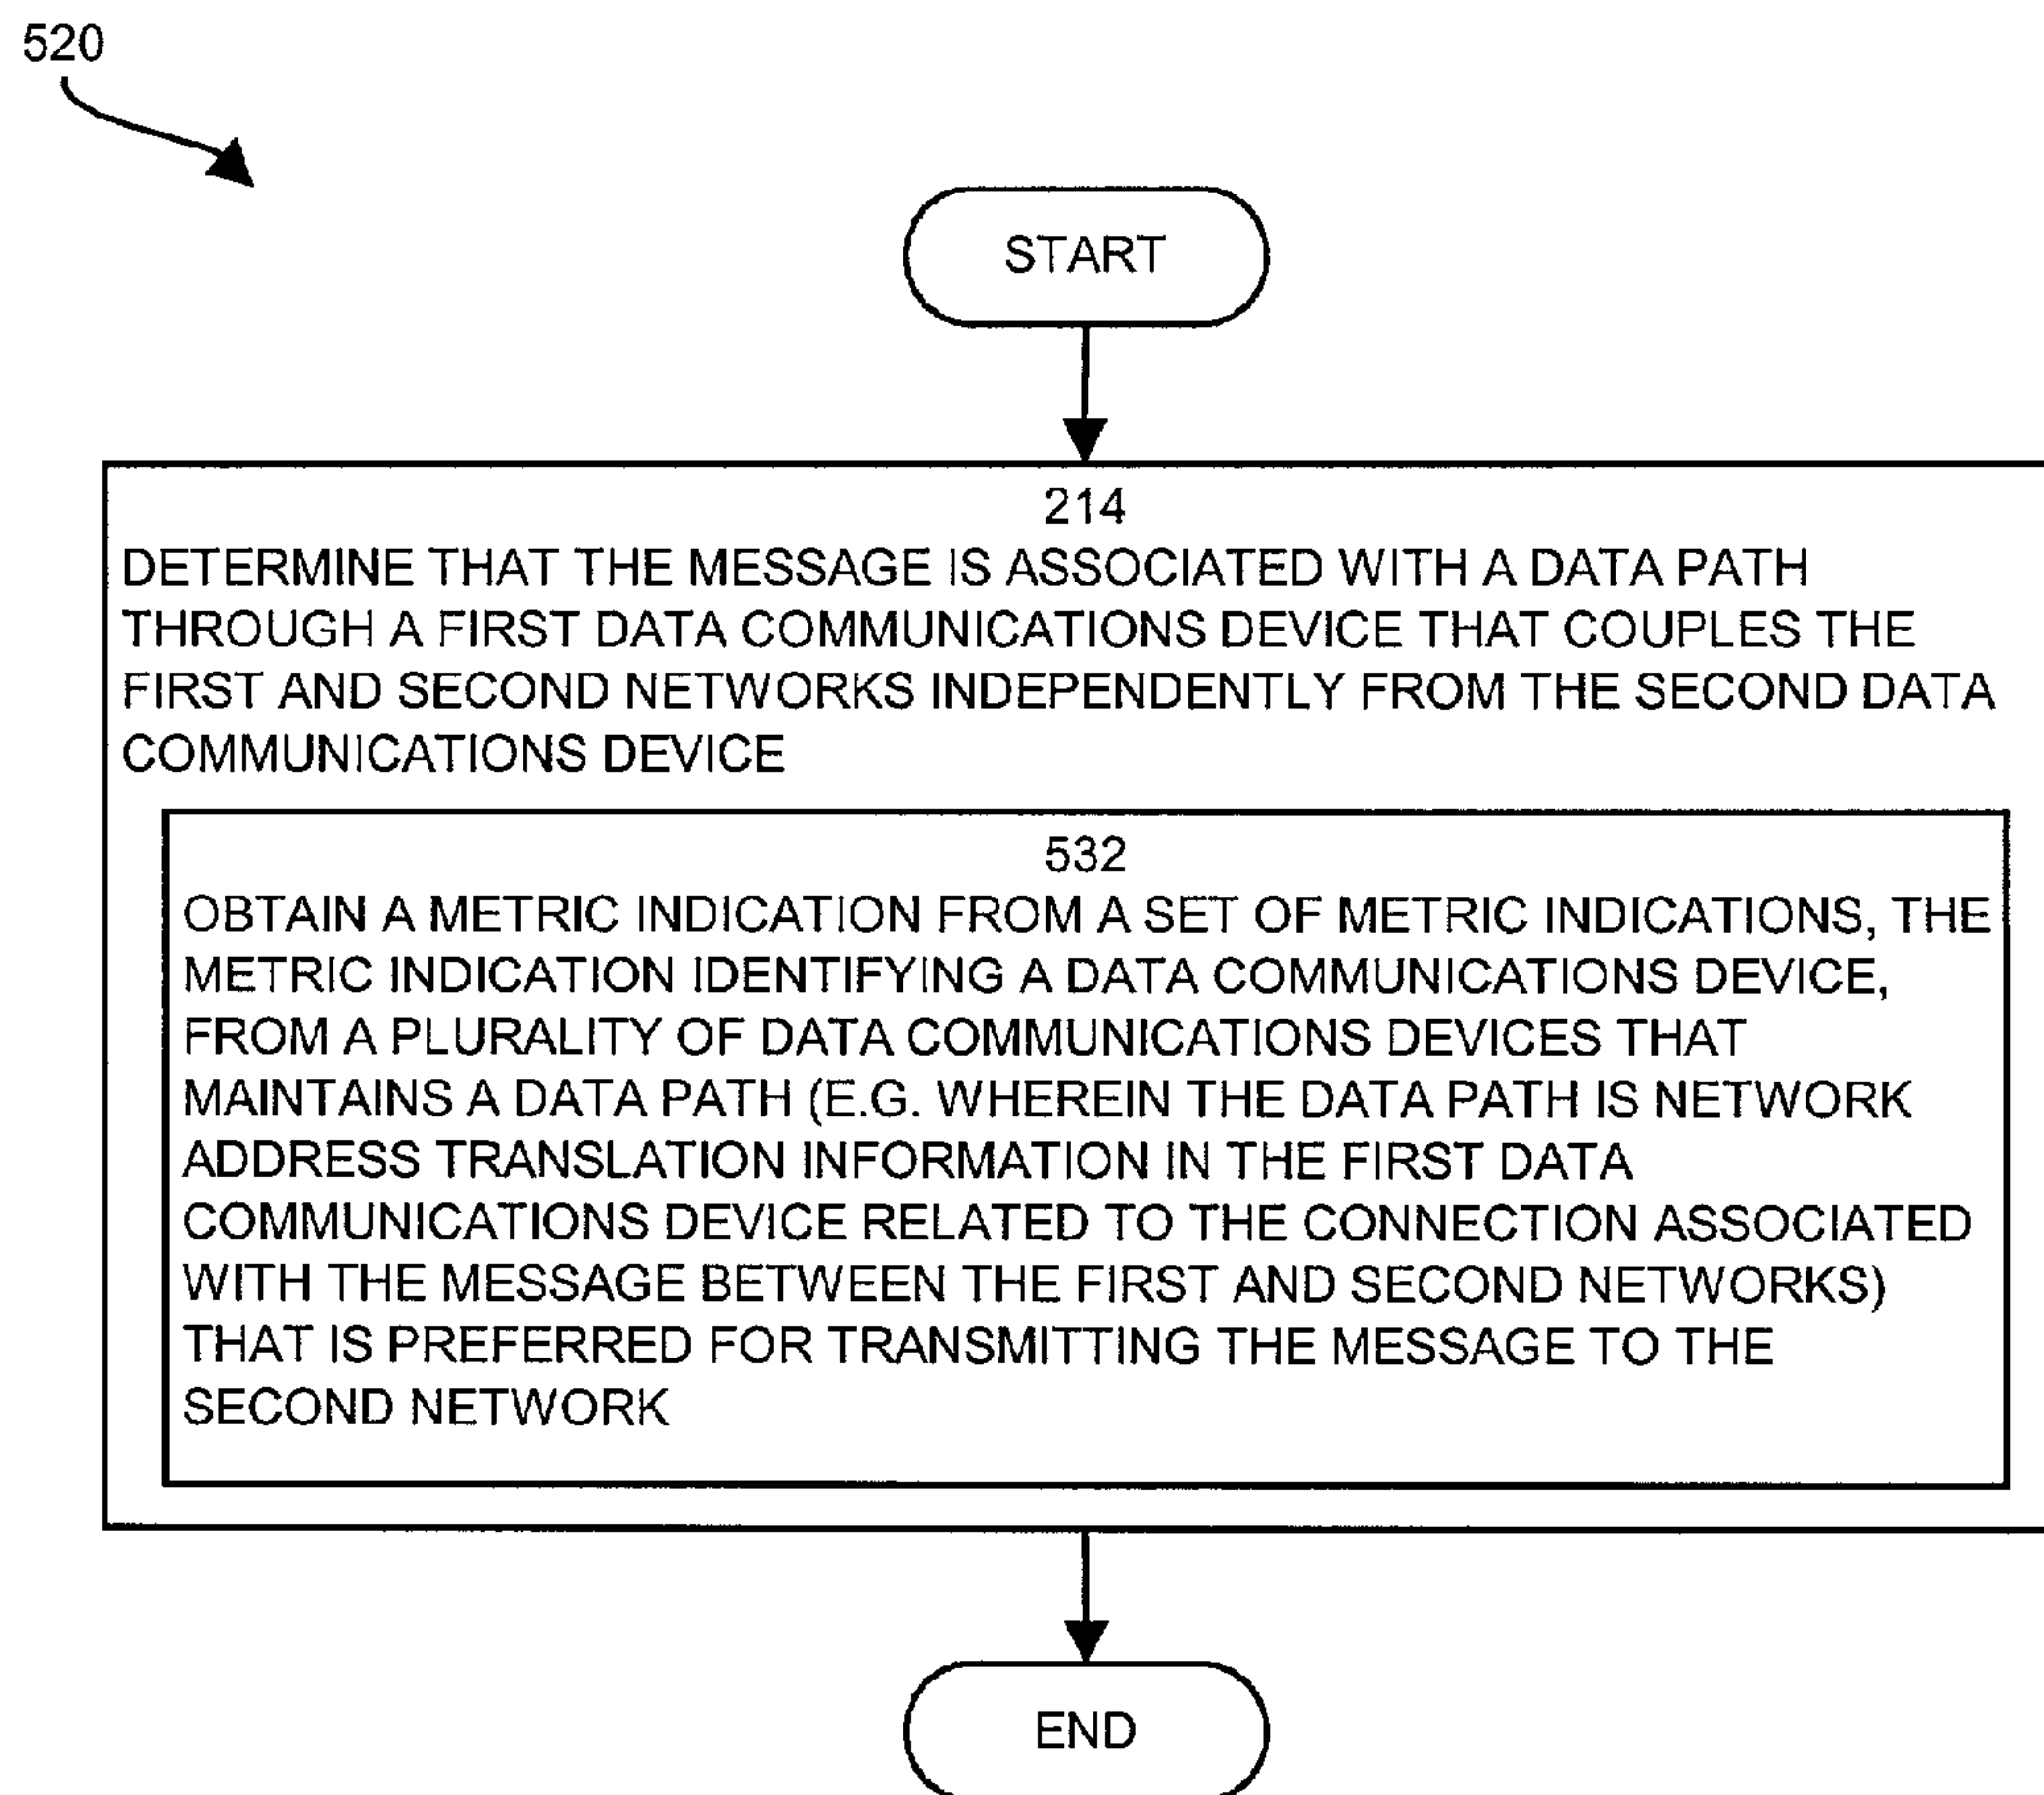 520
START
214
DETERMINE THAT THE MESSAGE IS ASSOCIATED WITH A DATA PATH
THROUGH A FIRST DATA COMMUNICATIONS DEVICE THAT COUPLES THE
FIRST AND SECOND NETWORKS INDEPENDENTLY FROM THE SECOND DATA
COMMUNICATIONS DEVICE
532
OBTAIN A METRIC INDICATION FROM A SET OF METRIC INDICATIONS, THE
METRIC INDICATION IDENTIFYING A DATA COMMUNICATIONS DEVICE,
FROM A PLURALITY OF DATA COMMUNICATIONS DEVICES THAT
MAINTAINS A DATA PATH (E.G. WHEREIN THE DATA PATH IS NETWORK
ADDRESS TRANSLATION INFORMATION IN THE FIRST DATA
COMMUNICATIONS DEVICE RELATED TO THE CONNECTION ASSOCIATED
WITH THE MESSAGE BETWEEN THE FIRST AND SECOND NETWORKS)
THAT IS PREFERRED FOR TRANSMITTING THE MESSAGE TO THE
SECOND NETWORK
END